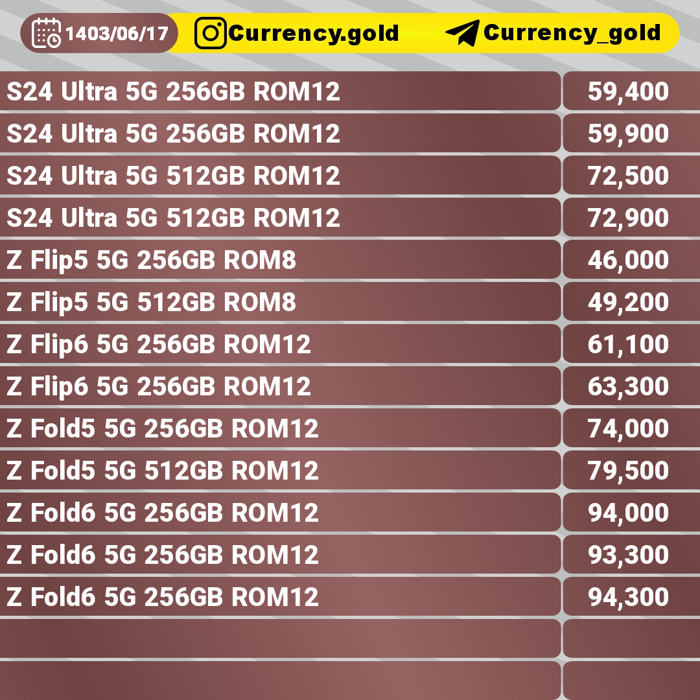 1403/06/17 Currency.gold Currency_gold
S24 Ultra 5G 256GB ROM12 59,400
S24 Ultra 5G 256GB ROM12 59,900
S24 Ultra 5G 512GB ROM12 72,500
S24 Ultra 5G 512GB ROM12 72,900
Z Flip5 5G 256GB ROM8 46,000
Z Flip5 5G 512GB ROM8 49,200
Z Flip6 5G 256GB ROM12 61,100
Z Flip6 5G 256GB ROM12 63,300
Z Fold5 5G 256GB ROM12 74,000
Z Fold5 5G 512GB ROM12 79,500
Z Fold6 5G 256GB ROM12 94,000
Z Fold6 5G 256GB ROM12 93,300
Z Fold6 5G 256GB ROM12 94,300